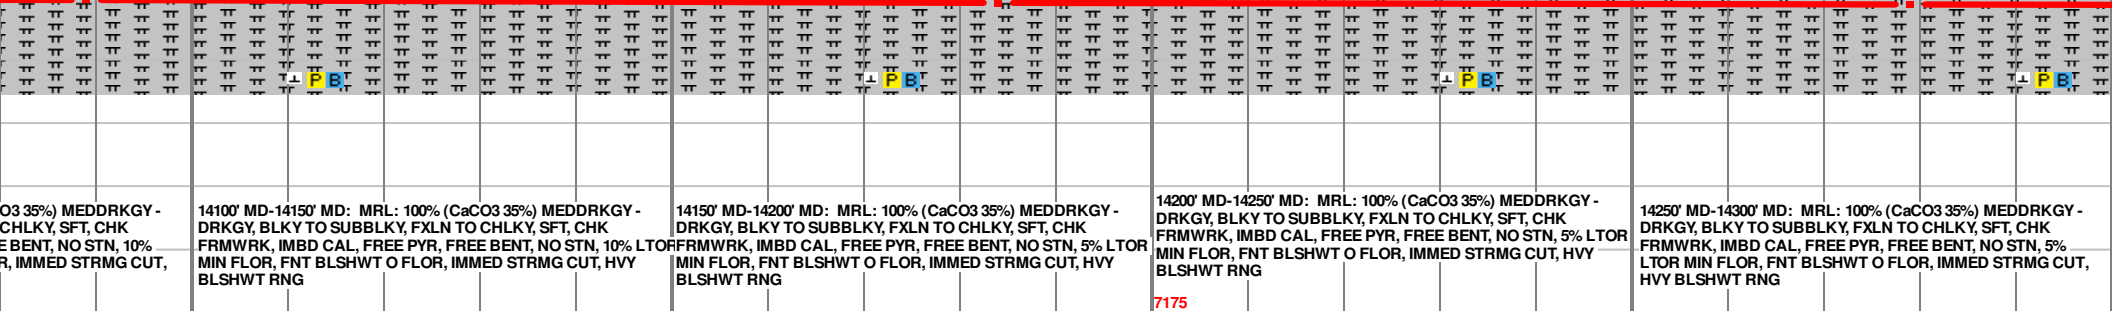 P B
P B
P B
P B
O3 35%) MEDDRKGY -
CHLKY, SFT, CHK
E BENT, NO STN, 10%
R, IMMED STRMG CUT,
14100' MD-14150' MD: MRL: 100% (CaCO3 35%) MEDDRKGY -
DRKGY, BLKY TO SUBBLKY, FXLN TO CHLKY, SFT, CHK
FRMWRK, IMBD CAL, FREE PYR, FREE BENT, NO STN, 10% LTOR
MIN FLOR, FNT BLSHWT O FLOR, IMMED STRMG CUT, HVY
BLSHWT RNG
14150' MD-14200' MD: MRL: 100% (CaCO3 35%) MEDDRKGY -
DRKGY, BLKY TO SUBBLKY, FXLN TO CHLKY, SFT, CHK
FRMWRK, IMBD CAL, FREE PYR, FREE BENT, NO STN, 5% LTOR
MIN FLOR, FNT BLSHWT O FLOR, IMMED STRMG CUT, HVY
BLSHWT RNG
14200' MD-14250' MD: MRL: 100% (CaCO3 35%) MEDDRKGY -
DRKGY, BLKY TO SUBBLKY, FXLN TO CHLKY, SFT, CHK
FRMWRK, IMBD CAL, FREE PYR, FREE BENT, NO STN, 5% LTOR
MIN FLOR, FNT BLSHWT O FLOR, IMMED STRMG CUT, HVY
BLSHWT RNG
7175
14250' MD-14300' MD: MRL: 100% (CaCO3 35%) MEDDRKGY -
DRKGY, BLKY TO SUBBLKY, FXLN TO CHLKY, SFT, CHK
FRMWRK, IMBD CAL, FREE PYR, FREE BENT, NO STN, 5%
LTOR MIN FLOR, FNT BLSHWT O FLOR, IMMED STRMG CUT,
HVY BLSHWT RNG